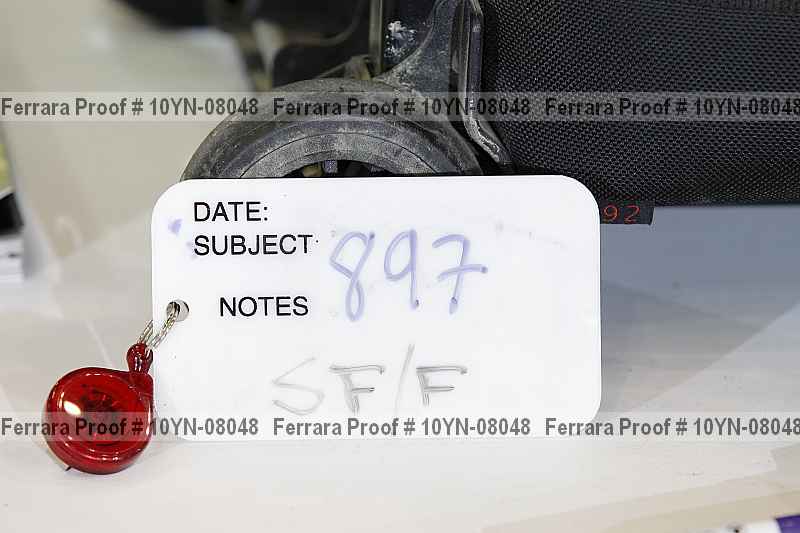 Ferrara Proof # 10YN-08048 Ferrara Proof # 10YN-08048 Ferrara Proof # 10YN-08048
DATE:
SUBJECT 897
92
NOTES
SF/F
Ferrara Proof # 10YN-08048 Ferrara Proof # 10YN-08048 Ferrara Proof # 10YN-08048